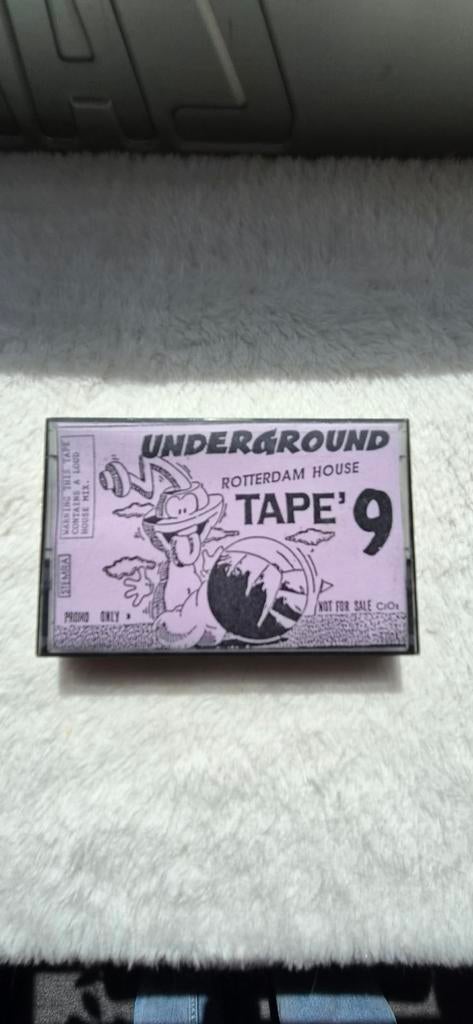 UNDERGROUND
ROTTERDAM HOUSE
TAPE' 9
WARNING THIS TAPE
CONTAINS A LOUD
HOUSE MIX.
STEMRA
PROMO ONLY
NOT FOR SALE